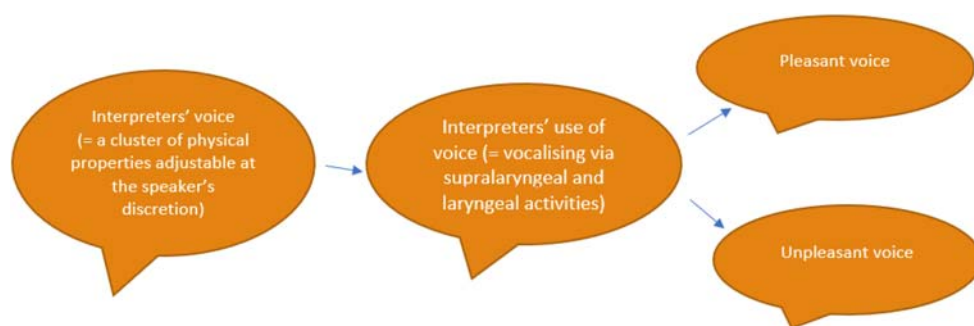 Interpreters' voice
(= a cluster of physical
properties adjustable at
the speaker's
discretion)
Interpreters' use of
voice (= vocalising via
supralaryngeal and
laryngeal activities)
Pleasant voice
Unpleasant voice